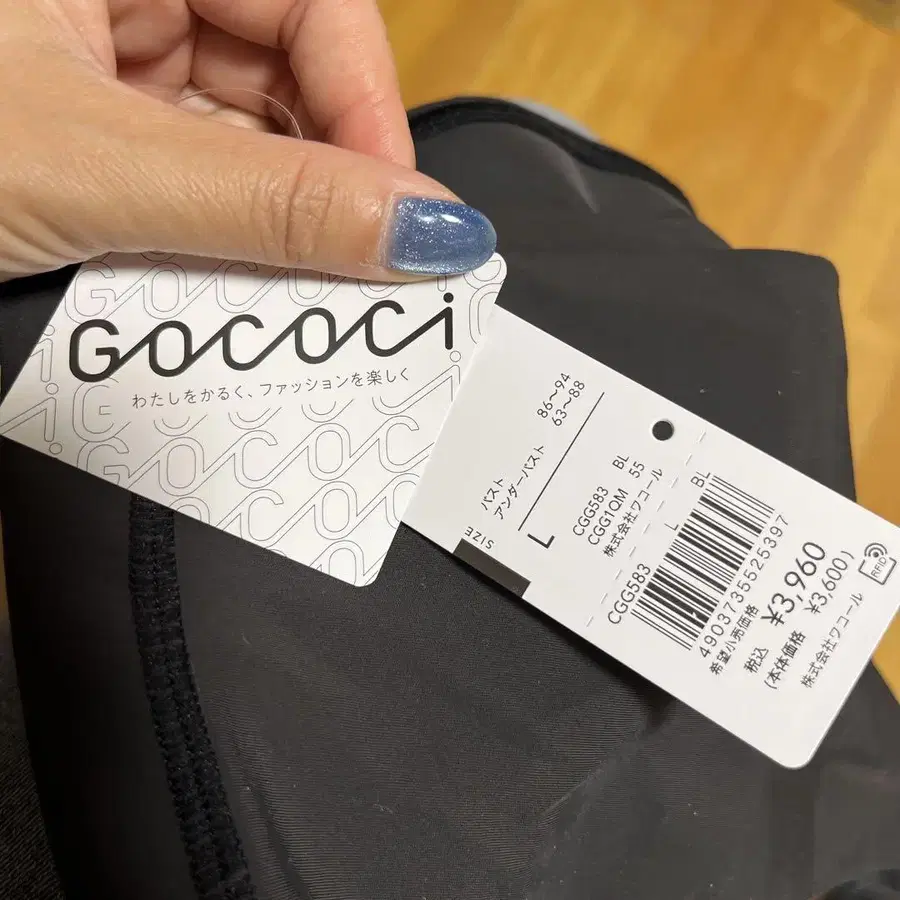 GOCOCi
わたしをかるく、ファッションを楽しく
SIZE
バスト 86～94
アンダーバスト 63～88
L
CGG583 BL
CGG1QM 55
株式会社ワコール
CGG583 L BL
4903735525397
希望小売価格
税込 ¥3,960
(本体価格 ¥3,600)
株式会社ワコール
RFID